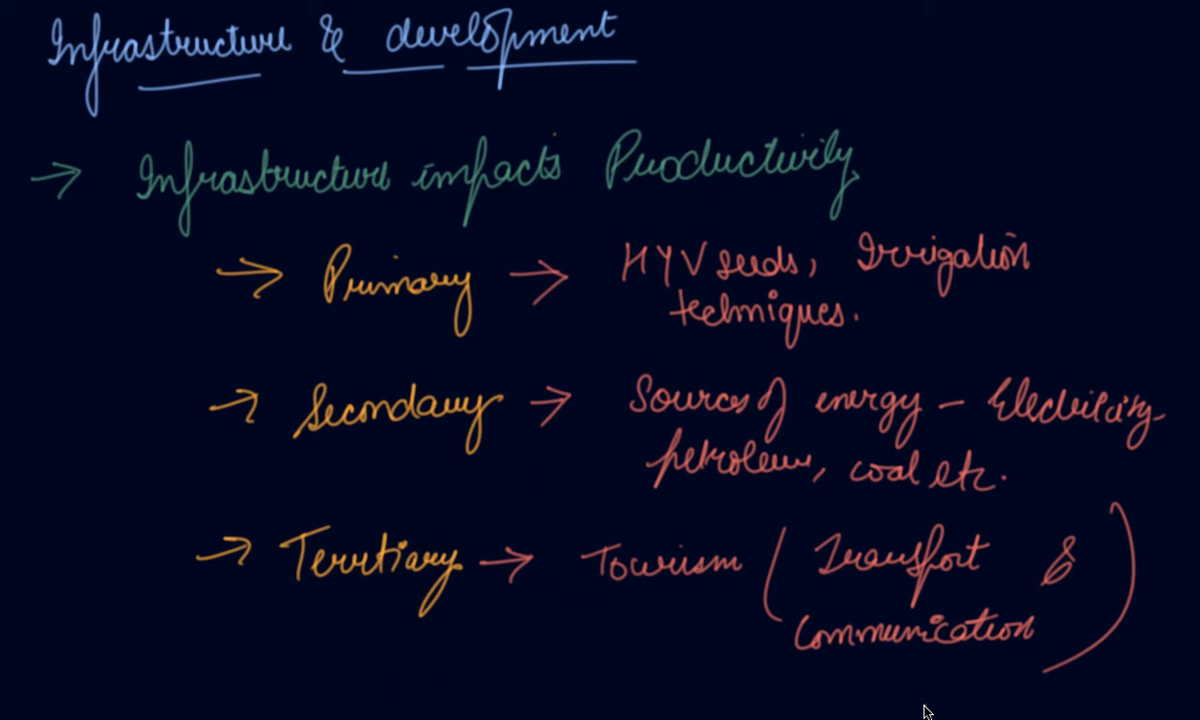 Infrastructure & development
→ Infrastructure impacts Productivity
→ Primary → HYV seeds, Irrigation
techniques.
→ Secondary → Sources of energy – Electricity,
petroleum, coal etc.
→ Terrtiary → Tourism (Transport &
Communication)